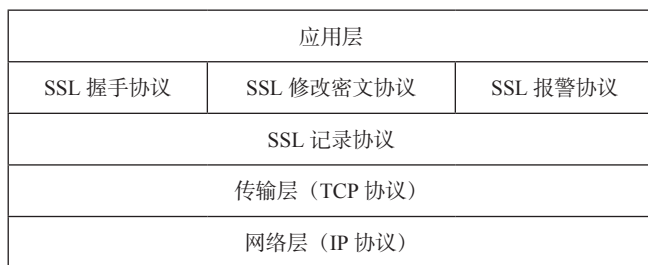 应用层
SSL 握手协议 SSL 修改密文协议 SSL 报警协议
SSL 记录协议
传输层（TCP 协议）
网络层（IP 协议）